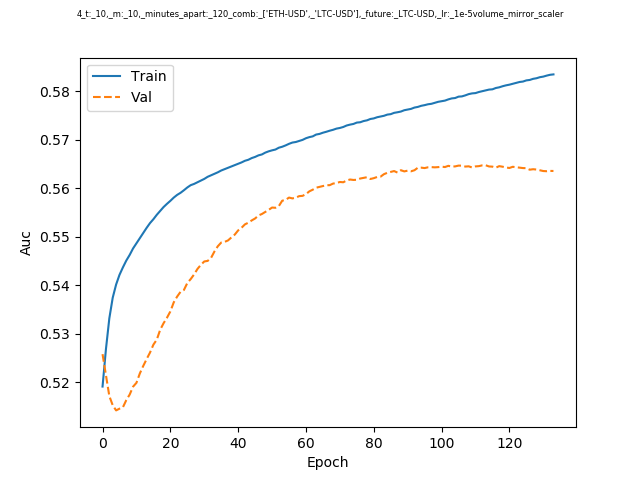 4_t:_10,_m:_10,_minutes_apart:_120_comb:_['ETH-USD',_'LTC-USD'],_future:_LTC-USD,_lr:_1e-5volume_mirror_scaler
Train
Val
0.58
0.57
0.56
0.55
0.54
0.53
0.52
Auc
0 20 40 60 80 100 120
Epoch